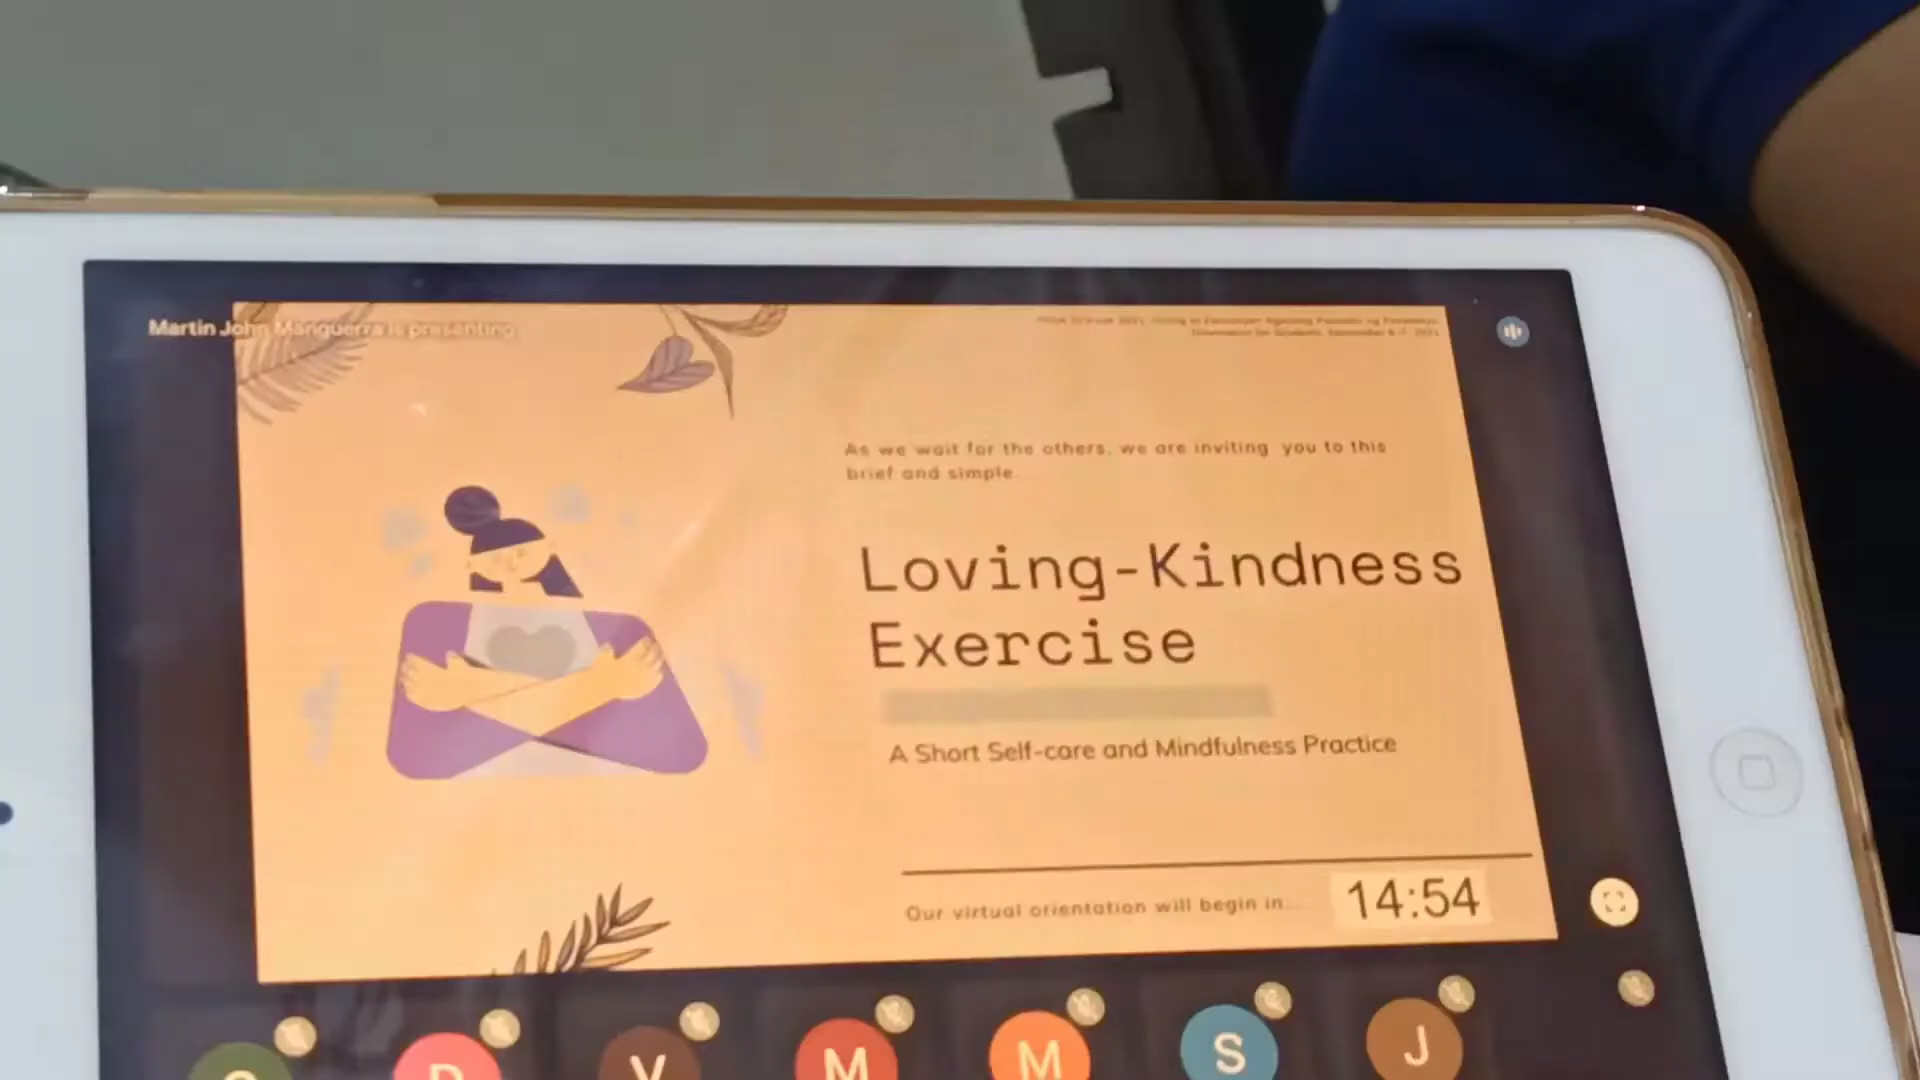 Martin John Manguerra is presenting
As we wait for the others, we are inviting you to this
brief and simple.
Loving-Kindness
Exercise
A Short Self-care and Mindfulness Practice
Our virtual orientation will begin in...
14:54
V
M
M
S
J